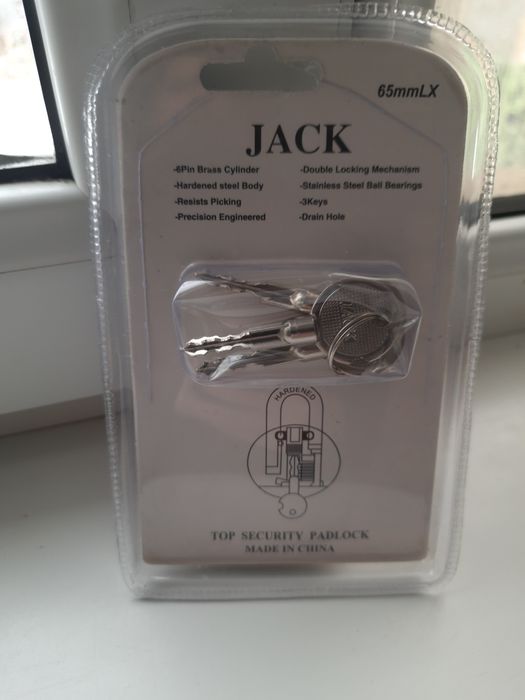 65mmLX
JACK
-6Pin Brass Cylinder
-Hardened steel Body
-Resists Picking
-Precision Engineered
-Double Locking Mechanism
-Stainless Steel Ball Bearings
-3Keys
-Drain Hole
HARDENED
TOP SECURITY PADLOCK
MADE IN CHINA